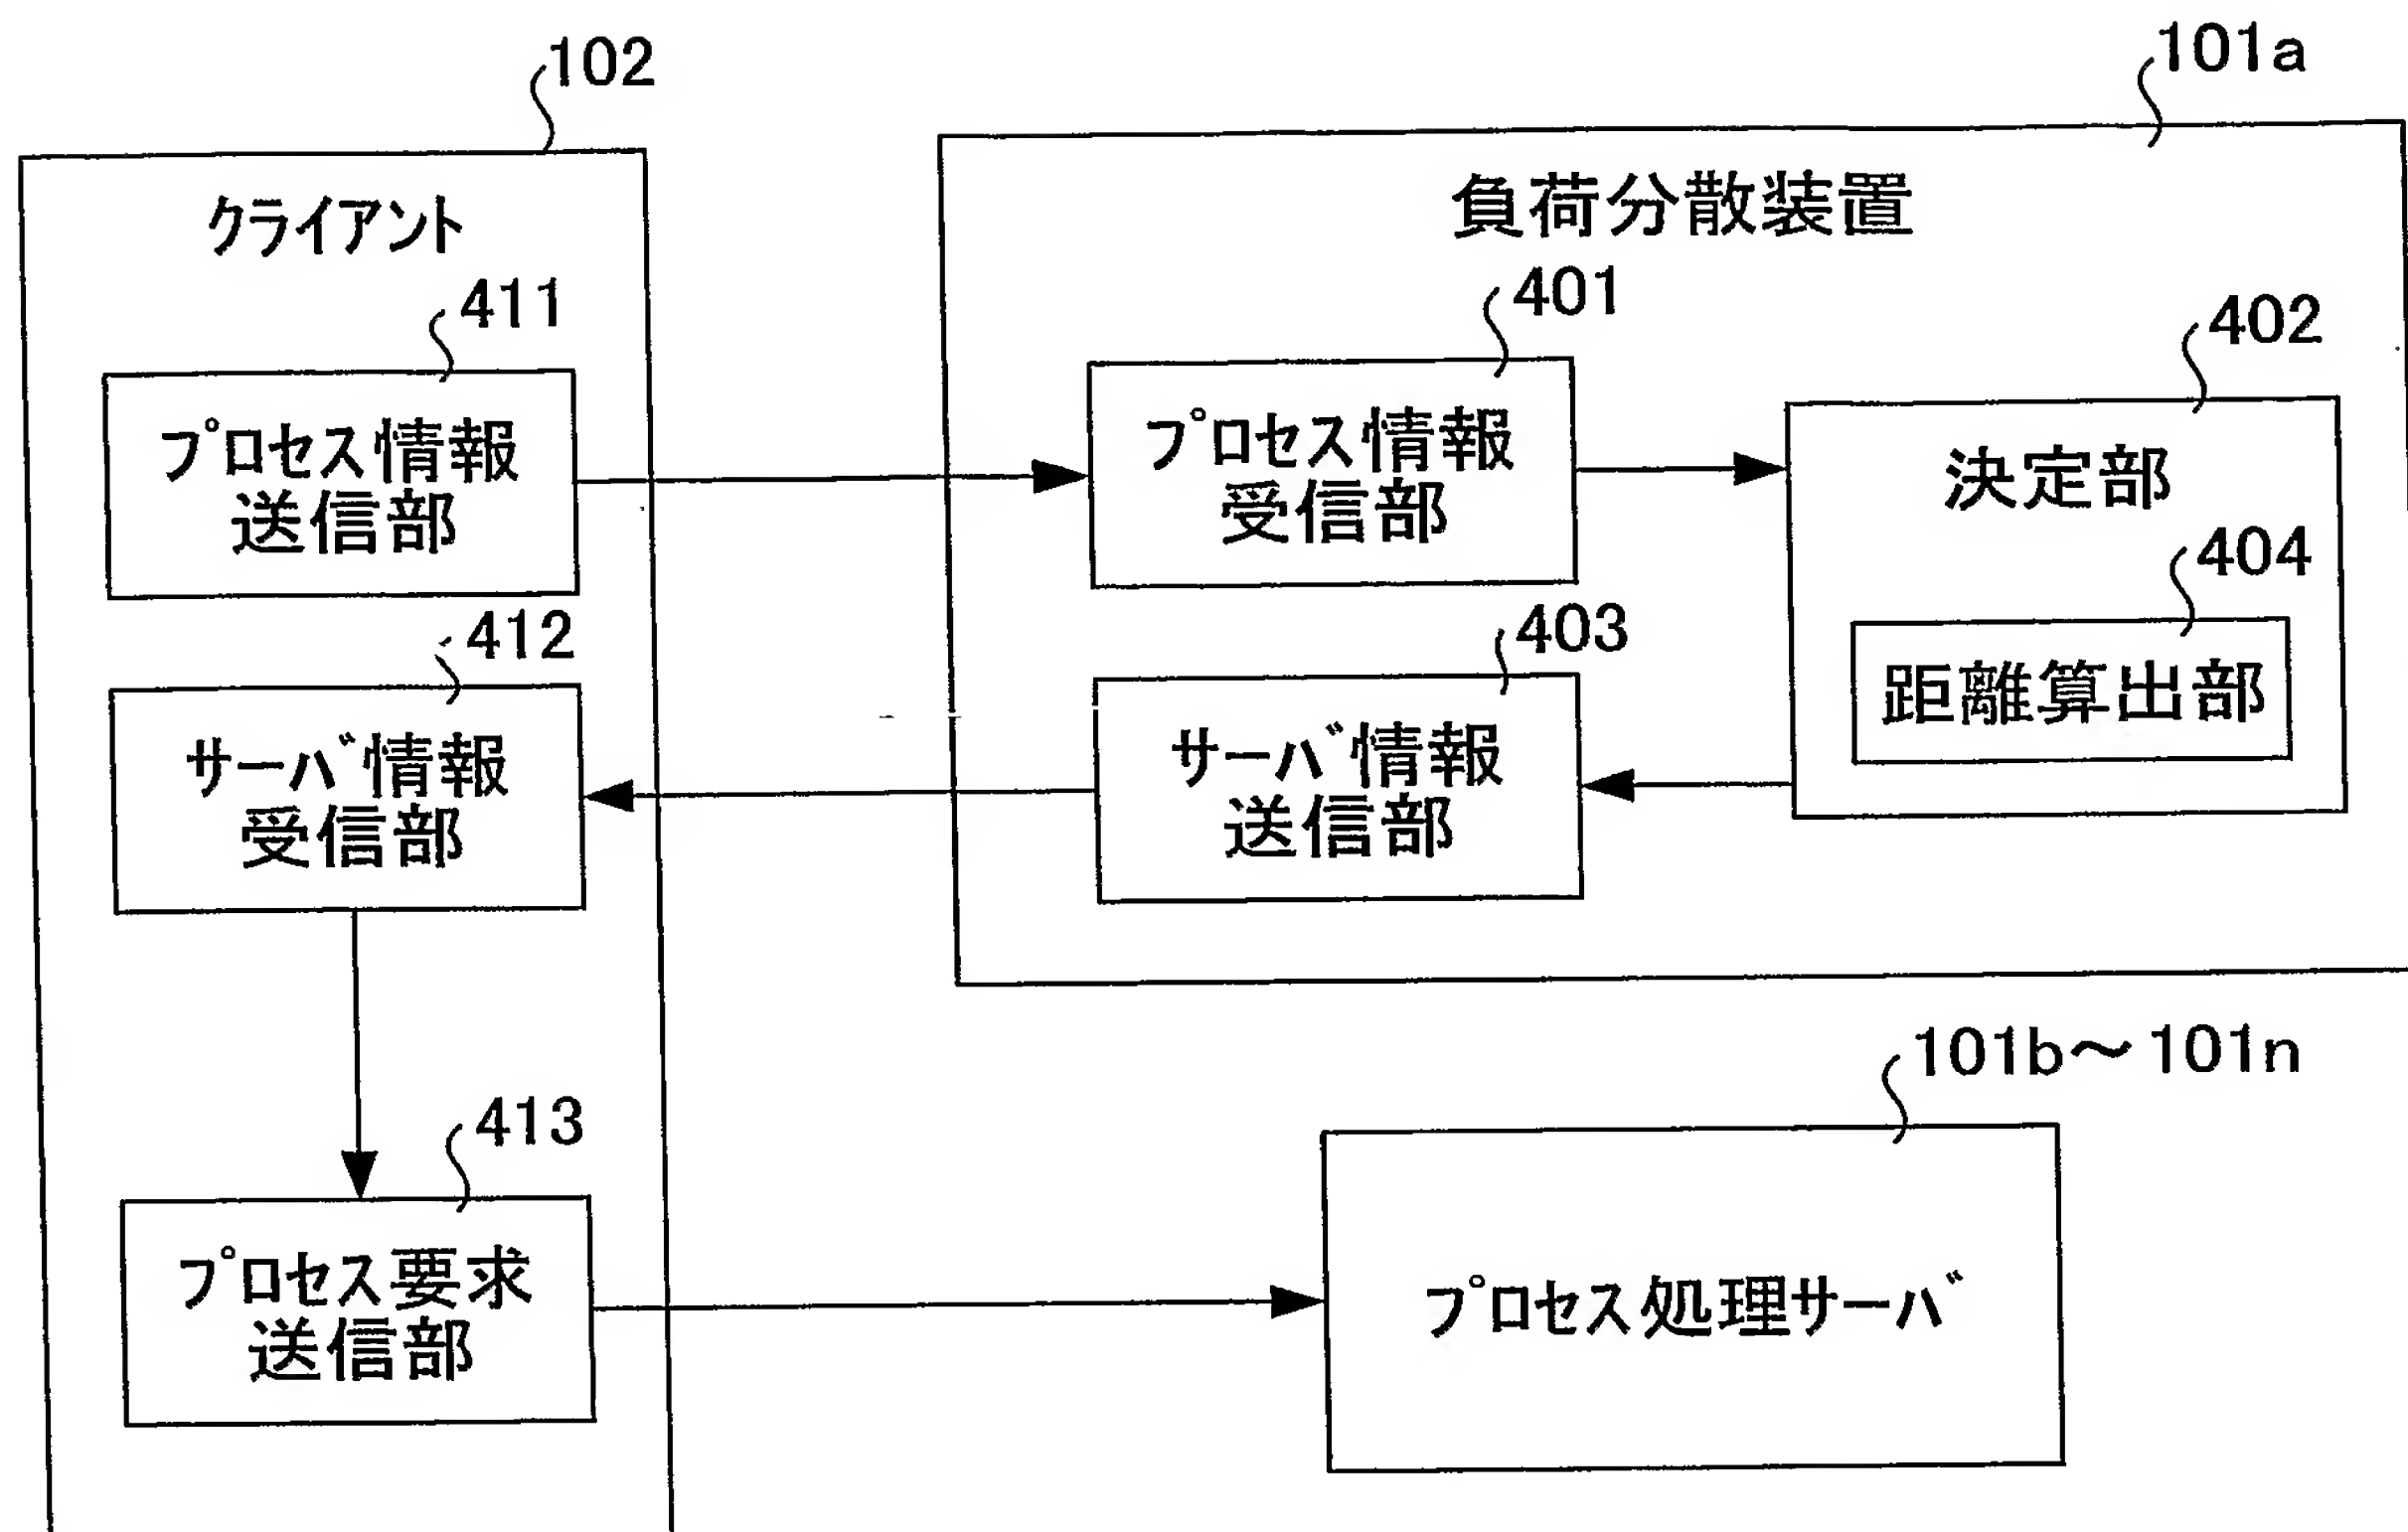 102
クライアント
411
プロセス情報
送信部
412
サーバ情報
受信部
413
プロセス要求
送信部
101a
負荷分散装置
401
プロセス情報
受信部
402
決定部
404
距離算出部
403
サーバ情報
送信部
101b～101n
プロセス処理サーバ